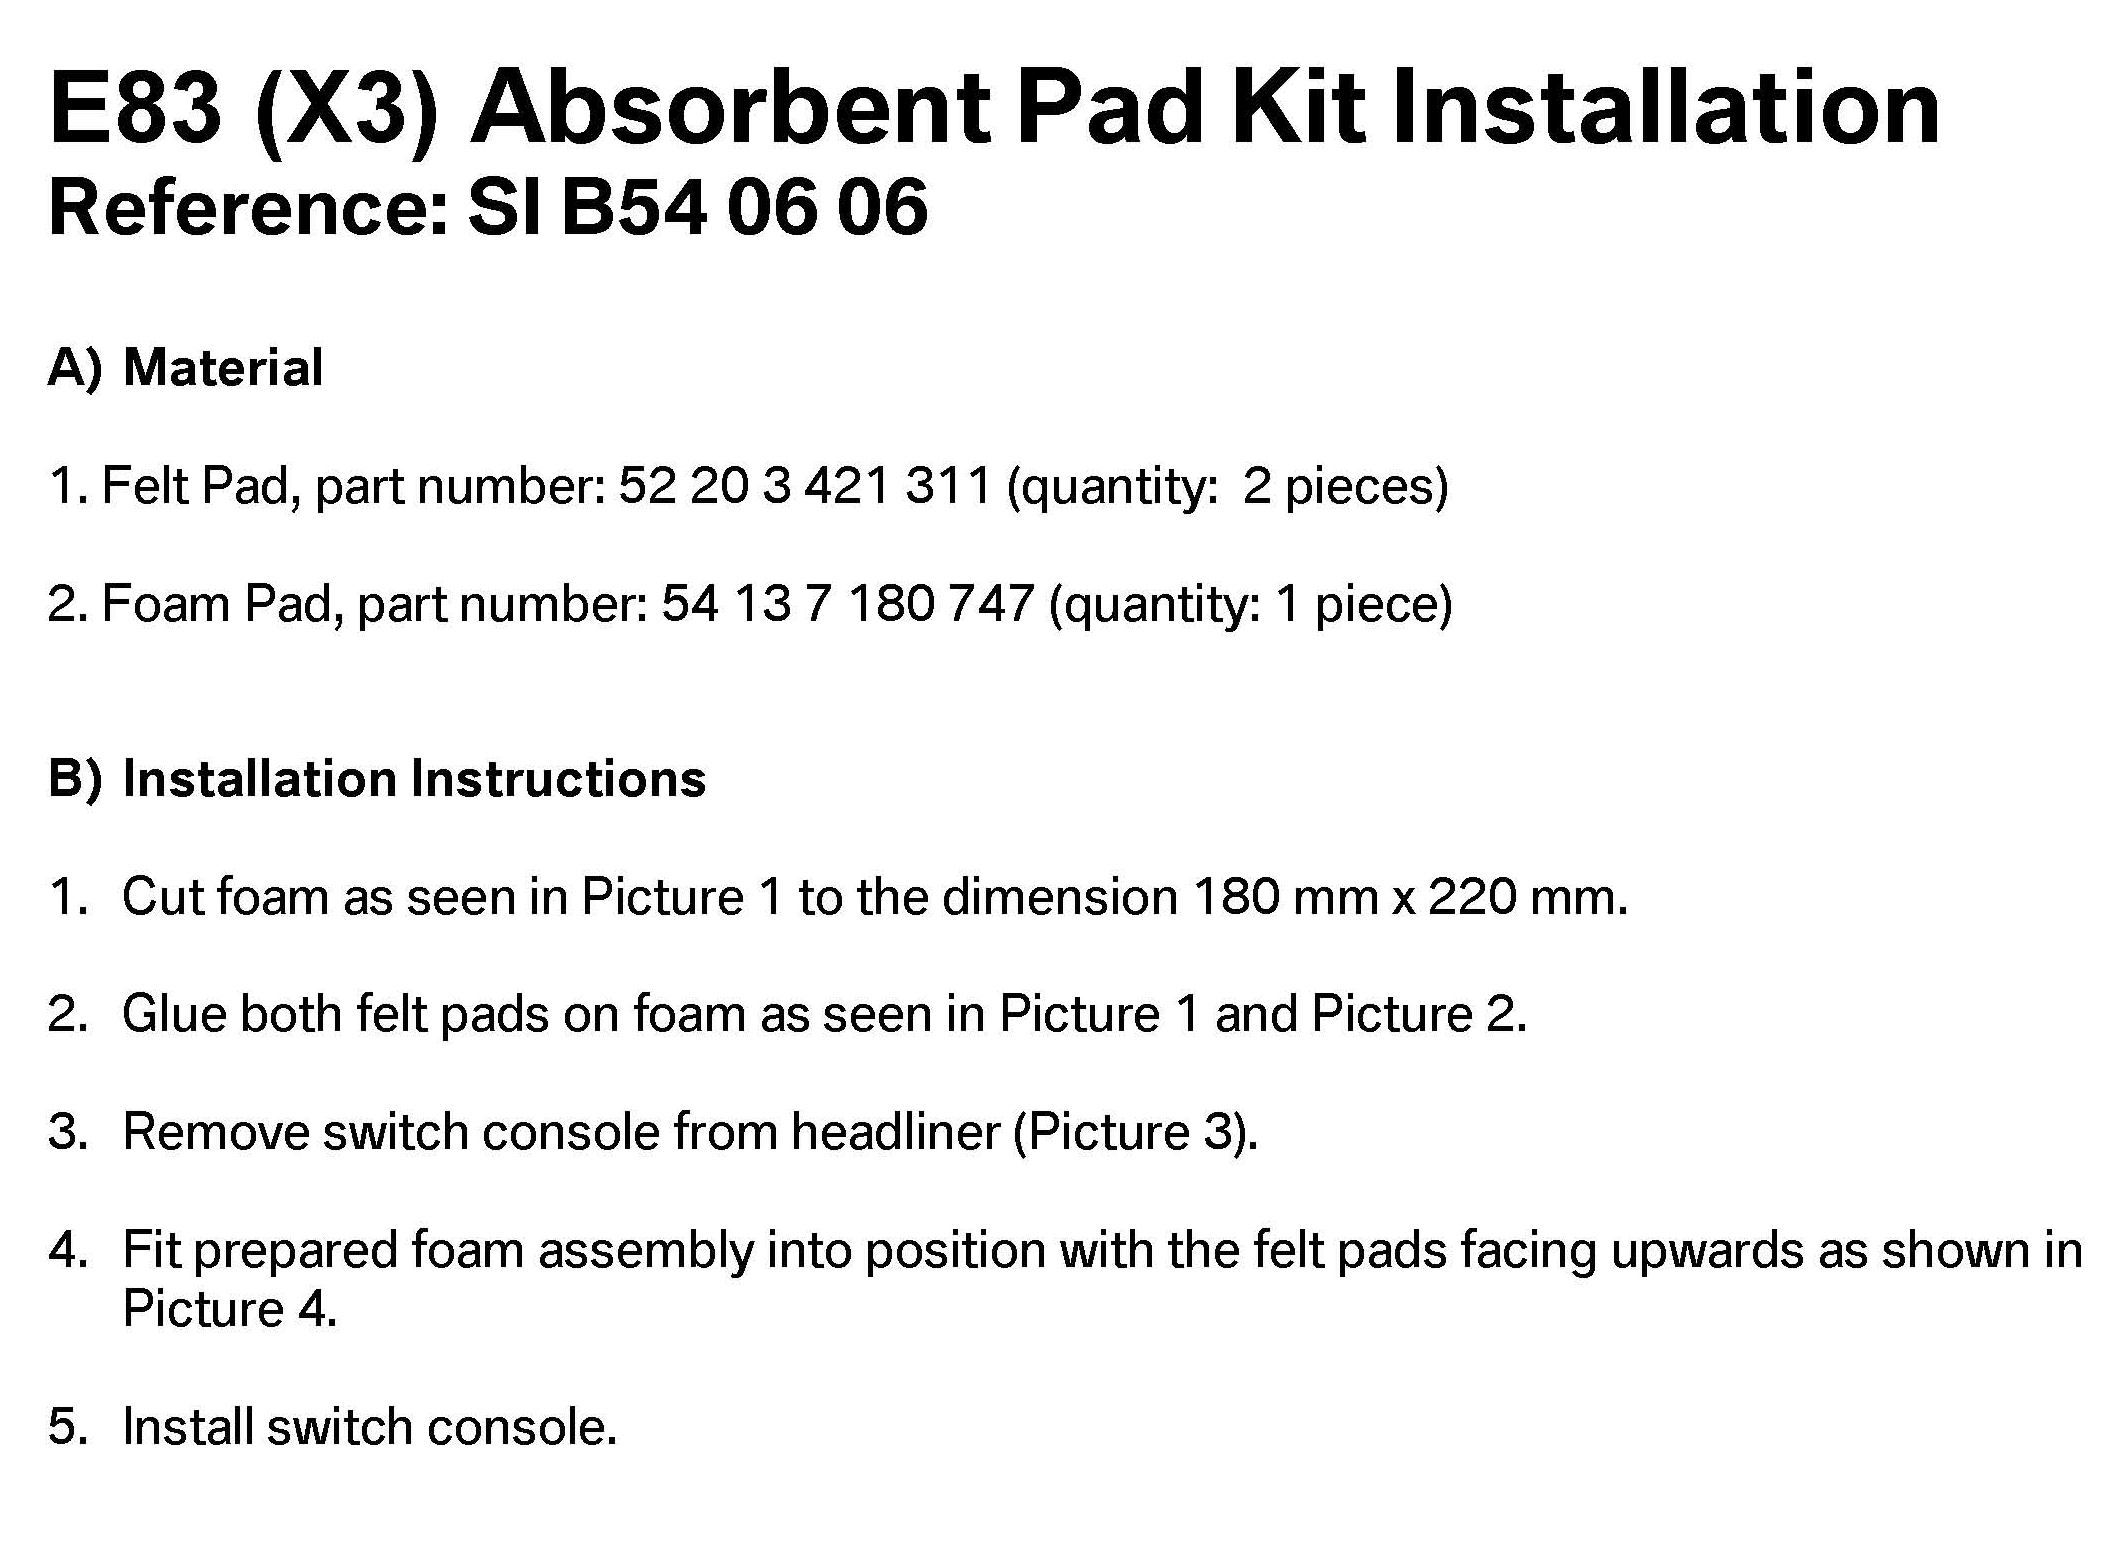 E83 (X3) Absorbent Pad Kit Installation
Reference: SI B54 06 06
A) Material
1. Felt Pad, part number: 52 20 3 421 311 (quantity:  2 pieces)
2. Foam Pad, part number: 54 13 7 180 747 (quantity: 1 piece)
B) Installation Instructions
1. Cut foam as seen in Picture 1 to the dimension 180 mm x 220 mm.
2. Glue both felt pads on foam as seen in Picture 1 and Picture 2.
3. Remove switch console from headliner (Picture 3).
4. Fit prepared foam assembly into position with the felt pads facing upwards as shown in
Picture 4.
5. Install switch console.